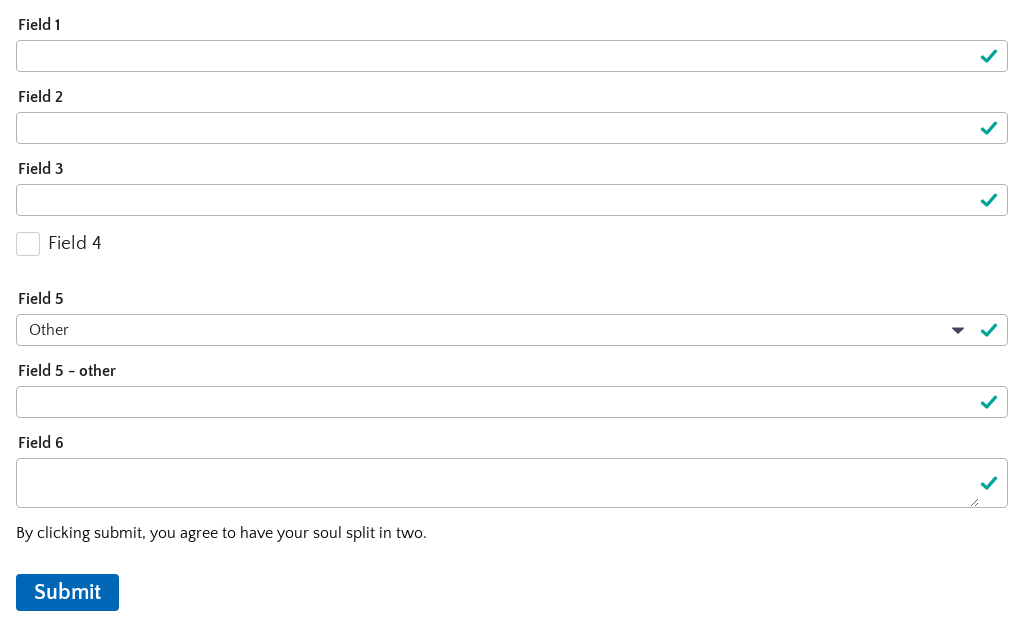 Field 1
Field 2
Field 3
Field 4
Field 5
Other
Field 5 - other
Field 6
By clicking submit, you agree to have your soul split in two.
Submit